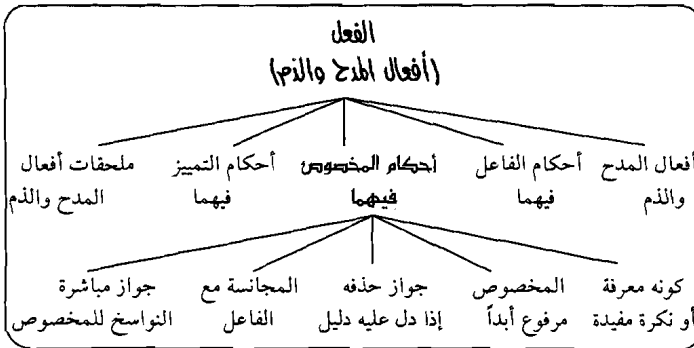 الفعل
(أفعال المدح والذم)
أفعال المدح أحكام الفاعل أحكام المخصوص أحكام التمييز ملحقات أفعال
والذم فيهما فيهما فيهما المدح والذم
كونه معرفة المخصوص جواز حذفه المجانسة مع جواز مباشرة
أو نكرة مفيدة مرفوع أبداً إذا دل عليه دليل الفاعل النواسخ للمخصوص